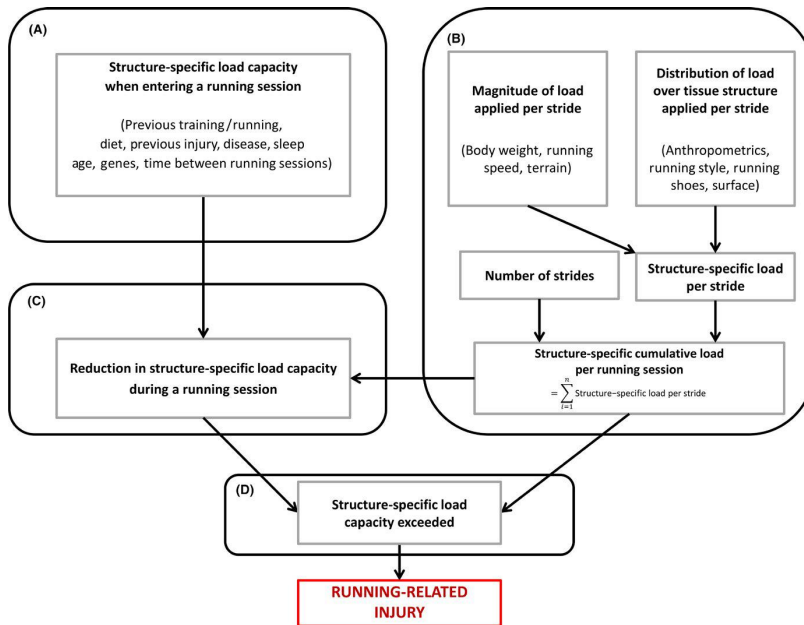 (A)
Structure-specific load capacity
when entering a running session
(Previous training/running,
diet, previous injury, disease, sleep
age, genes, time between running sessions)
(B)
Magnitude of load
applied per stride
(Body weight, running
speed, terrain)
Distribution of load
over tissue structure
applied per stride
(Anthropometrics,
running style, running
shoes, surface)
Number of strides
Structure-specific load
per stride
Structure-specific cumulative load
per running session
= ∑ⁿᵢ₌₁ Structure−specific load per stride
(C)
Reduction in structure-specific load capacity
during a running session
(D)
Structure-specific load
capacity exceeded
RUNNING-RELATED
INJURY